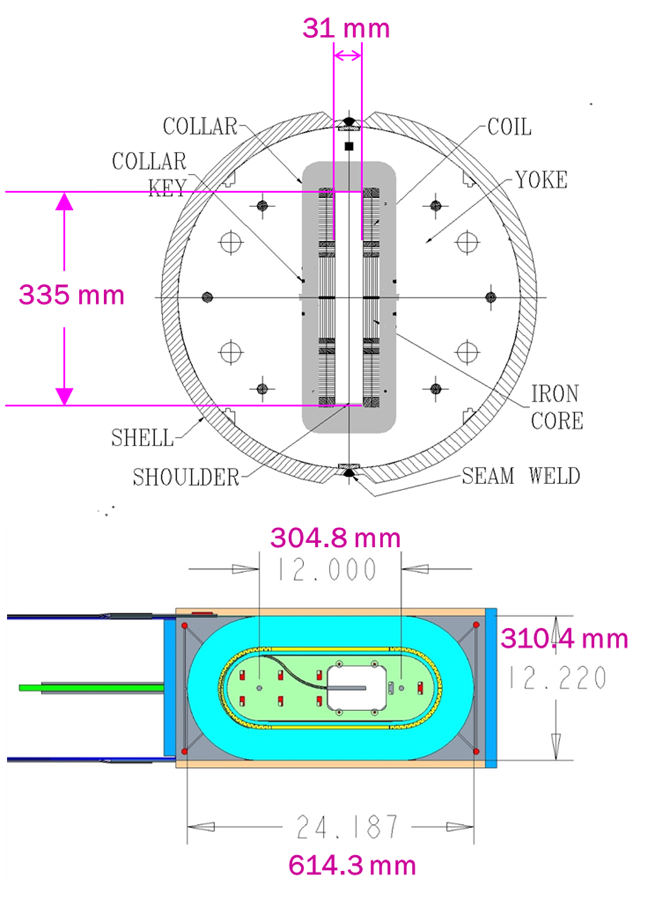 31 mm
COLLAR
COIL
COLLAR
KEY
YOKE
335 mm
IRON
CORE
SHELL
SHOULDER
SEAM WELD
304.8 mm
12.000
310.4 mm
12.220
24.187
614.3 mm